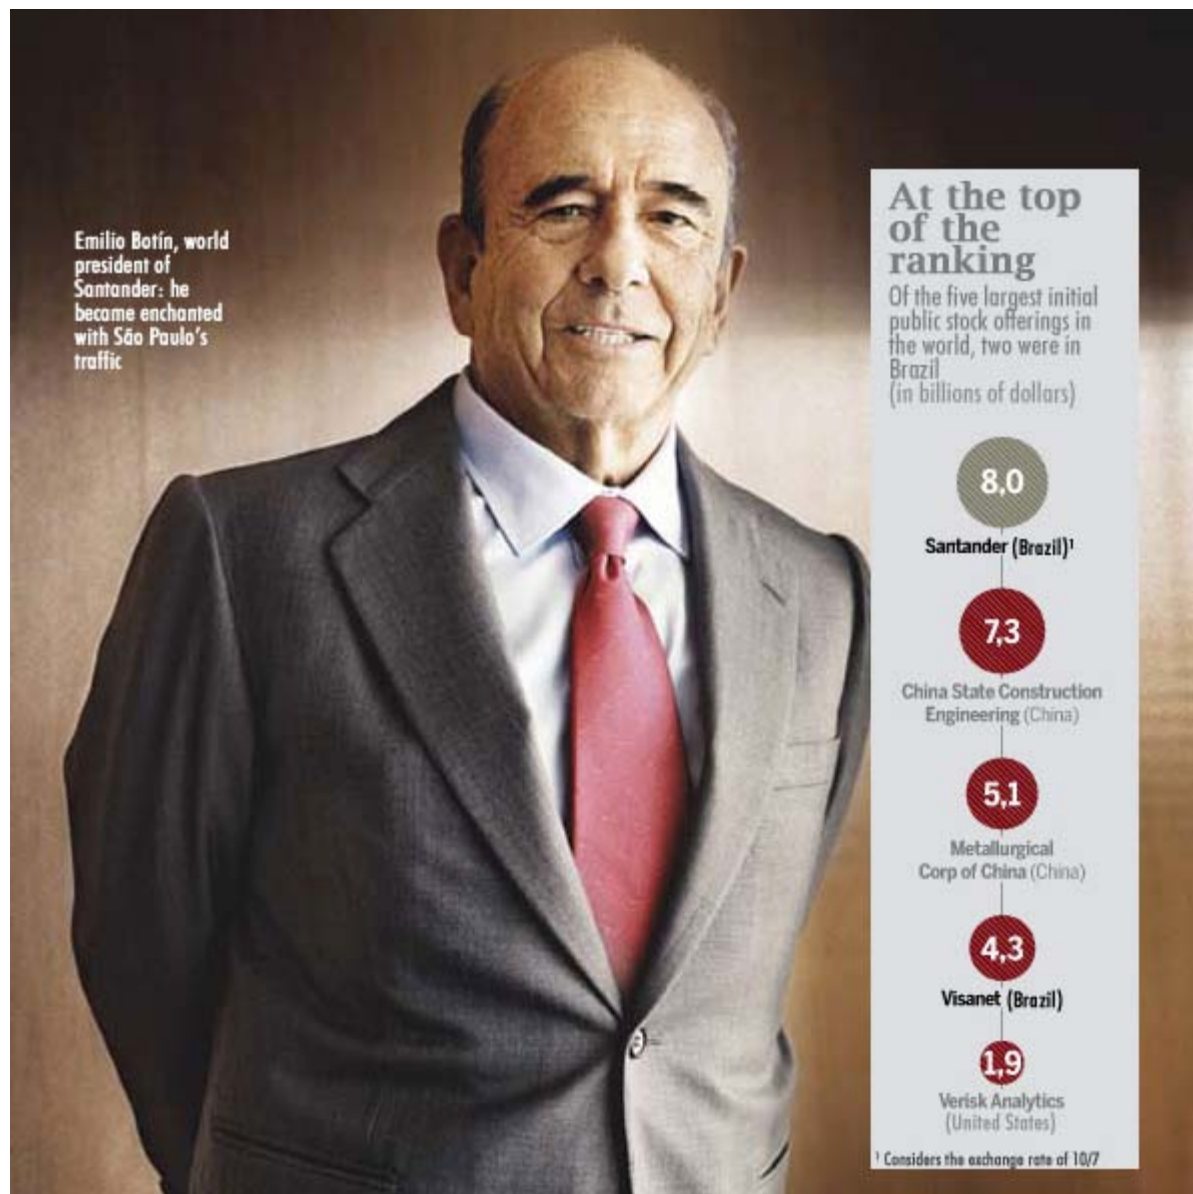 Emilio Botín, world
president of
Santander: he
became enchanted
with São Paulo's
traffic
At the top
of the
ranking
Of the five largest initial
public stock offerings in
the world, two were in
Brazil
(in billions of dollars)
8,0
Santander (Brazil)¹
7,3
China State Construction
Engineering (China)
5,1
Metallurgical
Corp of China (China)
4,3
Visanet (Brazil)
1,9
Verisk Analytics
(United States)
¹ Considers the exchange rate of 10/7